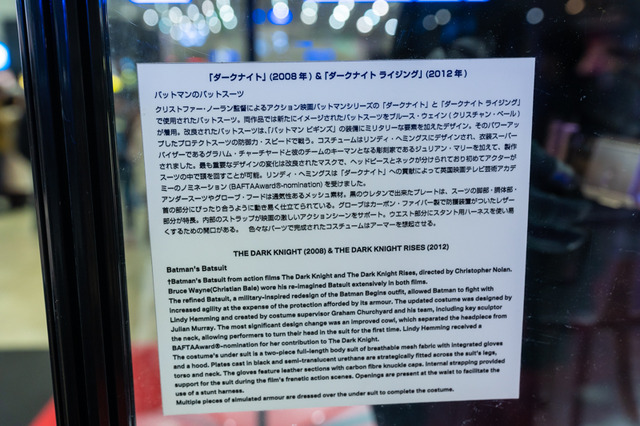 「ダークナイト」(2008年)&「ダークナイト ライジング」(2012年)
バットマンのバットスーツ
クリストファー・ノーラン監督によるアクション映画バットマンシリーズの「ダークナイト」と「ダークナイト ライジング」
で使用されたバットスーツ。両作品では新たにイメージされたバットスーツをブルース・ウェイン(クリスチャン・ベール)
が着用。改良されたバットスーツは、「バットマン ビギンズ」の装備にミリタリーな要素を加えたデザイン。そのパワーアッ
プしたプロテクトスーツの防御力・スピードで戦う。コスチュームはリンディ・ヘミングスにデザインされ、衣装スーパー
バイザーであるグラハム・チャーチヤードと彼のチームのキーマンとなる彫刻家であるジュリアン・マリーを加えて、製作
されました。最も重要なデザインの変化は改良されたマスクで、ヘッドピースとネックが分けられており初めてアクターが
スーツの中で頭を回すことが可能。リンディ・ヘミングスは「ダークナイト」への貢献によって英国映画テレビ芸術アカデ
ミーのノミネーション(BAFTAAward®-nomination)を受けました。
アンダースーツやグローブ・フードは通気性あるメッシュ素材。黒のウレタンで出来たプレートは、スーツの脚部・胴体部・
首の部分にぴったり合うように動き易く仕立てられている。グローブはカーボン・ファイバー製の防護装置がついたレザー
部分が特長。内部のストラップが映画の激しいアクションシーンをサポート。ウエスト部分にスタント用ハーネスを使い易
くするための開口がある。 色々なパーツで完成されたコスチュームはアーマーを想起させる。
THE DARK KNIGHT (2008) & THE DARK KNIGHT RISES (2012)
Batman's Batsuit
†Batman's Batsuit from action films The Dark Knight and The Dark Knight Rises, directed by Christopher Nolan.
Bruce Wayne(Christian Bale) wore his re-imagined Batsuit extensively in both films.
The refined Batsuit, a military-inspired redesign of the Batman Begins outfit, allowed Batman to fight with
increased agility at the expense of the protection afforded by its armour. The updated costume was designed by
Lindy Hemming and created by costume supervisor Graham Churchyard and his team, including key sculptor
Julian Murray. The most significant design change was an improved cowl, which separated the headpiece from
the neck, allowing performers to turn their head in the suit for the first time. Lindy Hemming received a
BAFTAAward®-nomination for her contribution to The Dark Knight.
The costume's under suit is a two-piece full-length body suit of breathable mesh fabric with integrated gloves
and a hood. Plates cast in black and semi-translucent urethane are strategically fitted across the suit's legs,
torso and neck. The gloves feature leather sections with carbon fibre knuckle caps. Internal strapping provided
support for the suit during the film's frenetic action scenes. Openings are present at the waist to facilitate the
use of a stunt harness.
Multiple pieces of simulated armour are dressed over the under suit to complete the costume.